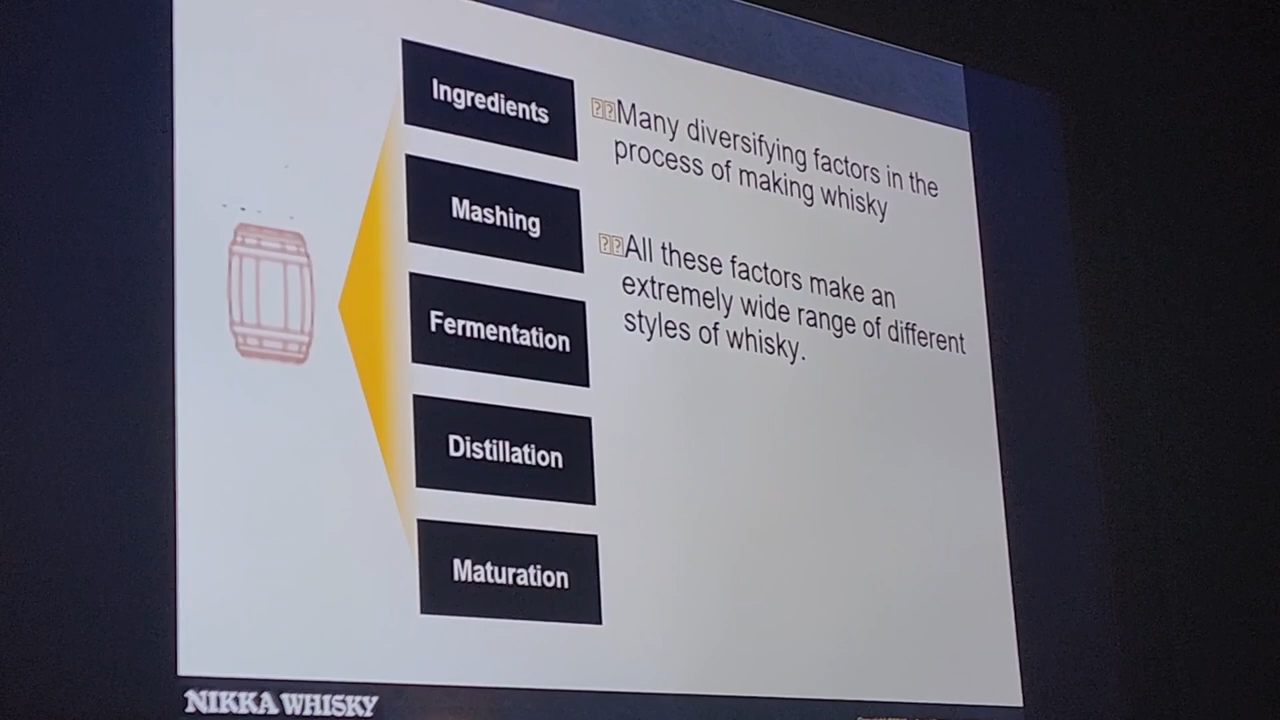 Ingredients
Mashing
Fermentation
Distillation
Maturation
Many diversifying factors in the
process of making whisky
All these factors make an
extremely wide range of different
styles of whisky.
NIKKA WHISKY